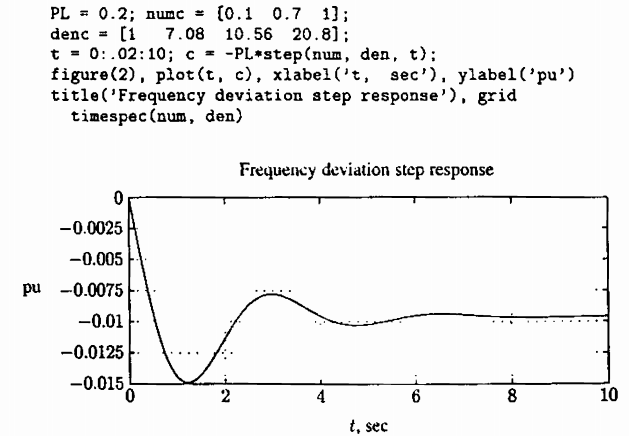 PL = 0.2; numc = [0.1 0.7 1];
denc = [1 7.08 10.56 20.8];
t = 0:.02:10; c = -PL*step(num, den, t);
figure(2), plot(t, c), xlabel('t, sec'), ylabel('pu')
title('Frequency deviation step response'), grid
timespec(num, den)
Frequency deviation step response
0
−0.0025
−0.005
pu −0.0075
−0.01
−0.0125
−0.015
0 2 4 6 8 10
t, sec